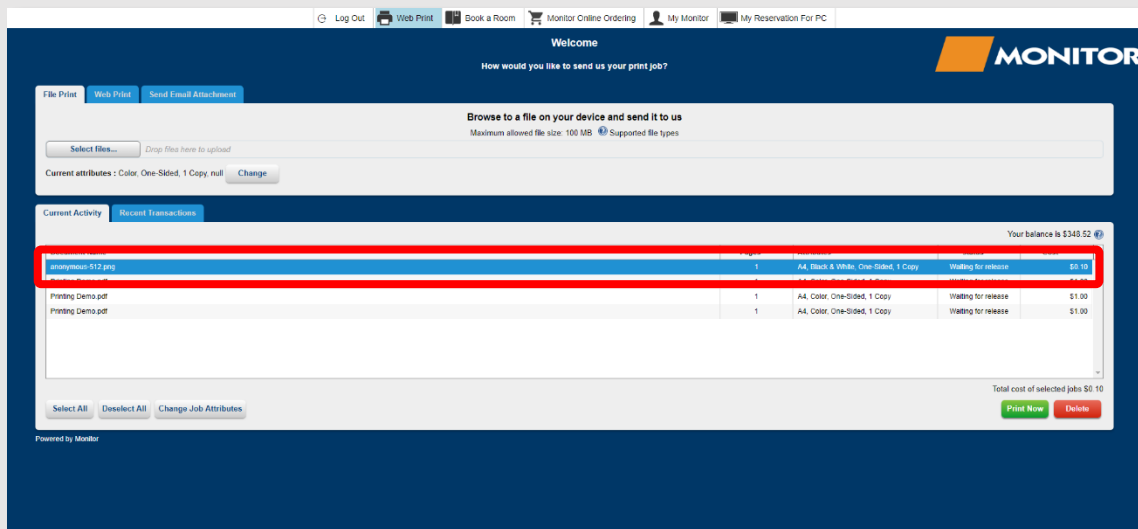 Log Out Web Print Book a Room Monitor Online Ordering My Monitor My Reservation For PC
Welcome
MONITOR
How would you like to send us your print job?
File Print Web Print Send Email Attachment
Browse to a file on your device and send it to us
Maximum allowed file size: 100 MB Supported file types
Select files... Drop files here to upload
Current attributes : Color, One-Sided, 1 Copy, null Change
Current Activity Recent Transactions
Your balance is $348.52
anonymous-512.png 1 A4, Black & White, One-Sided, 1 Copy Waiting for release $0.10
Printing Demo.pdf 1 A4, Color, One-Sided, 1 Copy Waiting for release $1.00
Printing Demo.pdf 1 A4, Color, One-Sided, 1 Copy Waiting for release $1.00
Total cost of selected jobs $0.10
Select All Deselect All Change Job Attributes Print Now Delete
Powered by Monitor